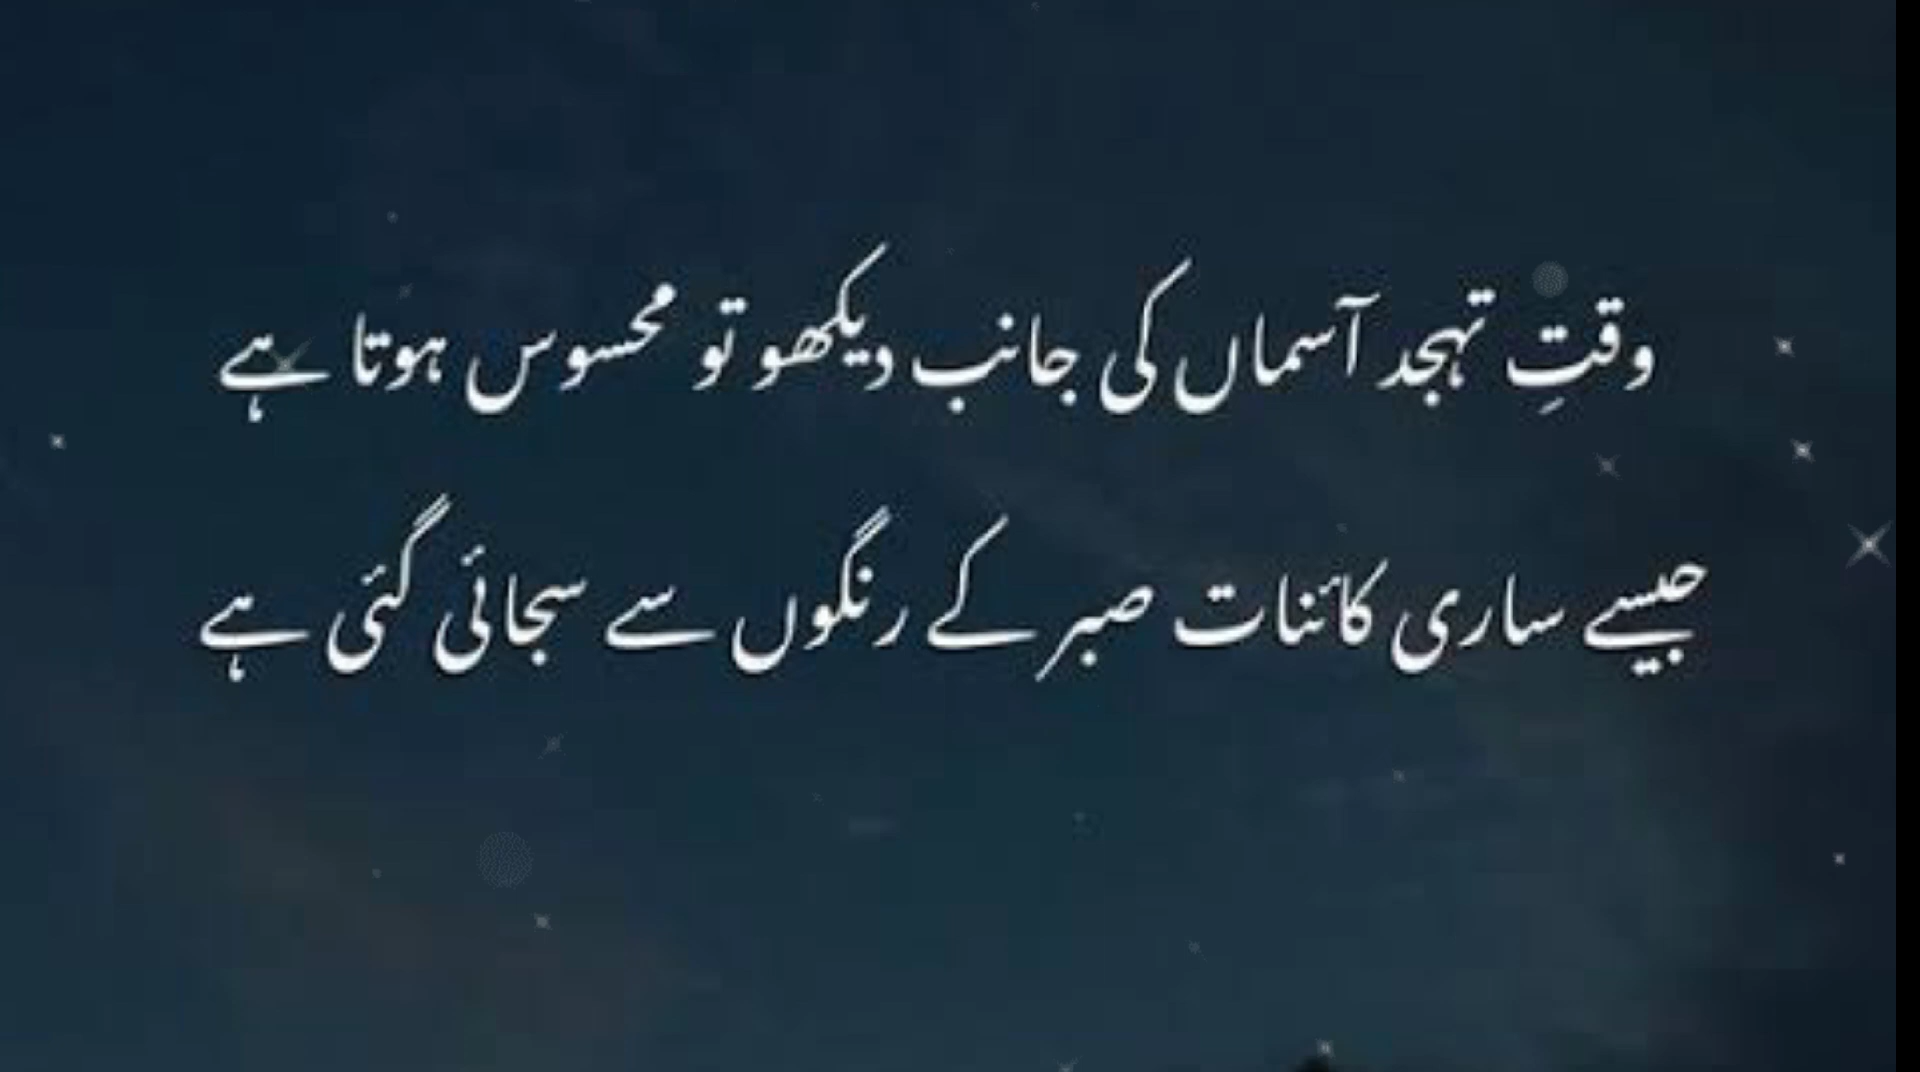 وقتِ تہجد آسماں کی جانب دیکھو تو محسوس ہوتا ہے
جیسے ساری کائنات صبر کے رنگوں سے سجائی گئی ہے